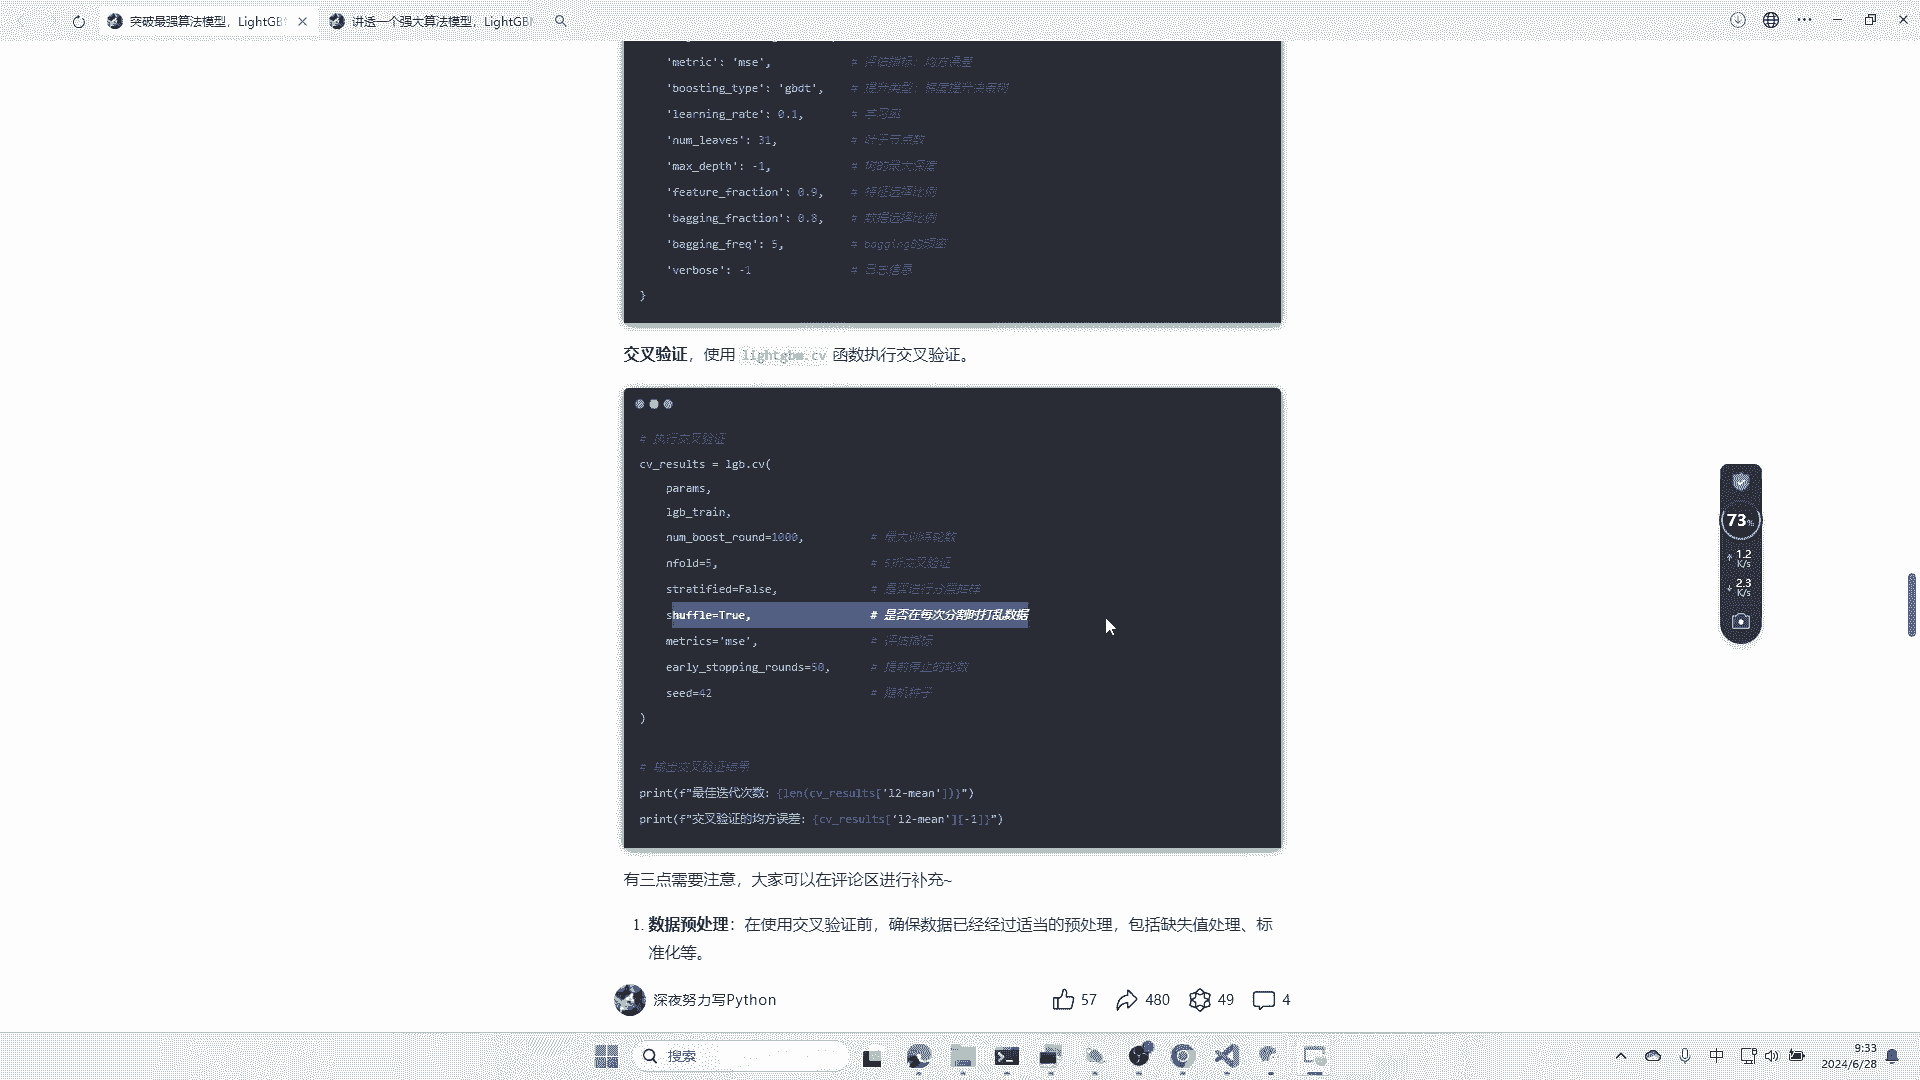 突破最强算法模型，LightGB
讲透一个强大算法模型，LightGB
'metric': 'mse', # 评估指标：均方误差
'boosting_type': 'gbdt', # 提升类型：梯度提升决策树
'learning_rate': 0.1, # 学习率
'num_leaves': 31, # 叶子节点数
'max_depth': -1, # 树的最大深度
'feature_fraction': 0.9, # 特征选择比例
'bagging_fraction': 0.8, # 数据选择比例
'bagging_freq': 5, # bagging的频率
'verbose': -1 # 日志信息
}
交叉验证，使用 lightgbm.cv 函数执行交叉验证。
# 执行交叉验证
cv_results = lgb.cv(
params,
lgb_train,
num_boost_round=1000, # 最大训练轮数
nfold=5, # 5折交叉验证
stratified=False, # 是否进行分层抽样
shuffle=True, # 是否在每次分割时打乱数据
metrics='mse', # 评估指标
early_stopping_rounds=50, # 提前停止的轮数
seed=42 # 随机种子
)
# 输出交叉验证结果
print(f"最佳迭代次数: {len(cv_results['l2-mean'])}")
print(f"交叉验证的均方误差: {cv_results['l2-mean'][-1]}")
有三点需要注意，大家可以在评论区进行补充~
1. 数据预处理：在使用交叉验证前，确保数据已经经过适当的预处理，包括缺失值处理、标
准化等。
深夜努力写Python
57
480
49
4
73%
1.2
K/s
2.3
K/s
搜索
中
9:33
2024/6/28